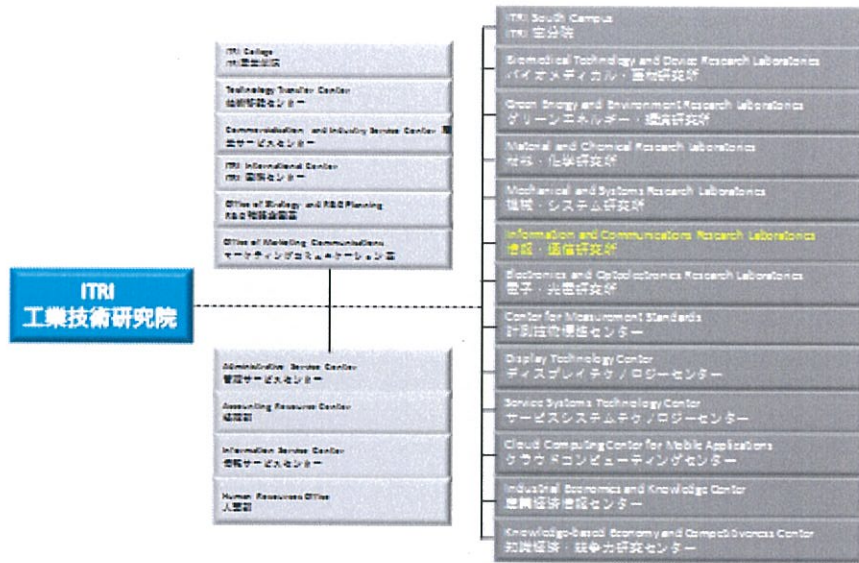 ITRI
工業技術研究院
ITRI College
ITRI産業学院
Technology Transfer Center
技術移転センター
Commercialization and Industry Service Center
サービスセンター
ITRI International Center
ITRI 国際センター
Office of Strategy and R&D Planning
R&D
Office of Marketing Communications
マーケティングコミュニケーション室
Administrative Service Center
管理サービスセンター
Accounting Resource Center
経理部
Information Service Center
情報サービスセンター
Human Resources Office
人事部
ITRI South Campus
ITRI
Biomedical Technology and Device Research Laboratories
バイオメディカル・器材研究所
Green Energy and Environment Research Laboratories
グリーンエネルギー・環境研究所
Material and Chemical Research Laboratories
材料・化学研究所
Mechanical and Systems Research Laboratories
機械・システム研究所
Information and Communications Research Laboratories
情報・通信研究所
Electronics and Optoelectronics Research Laboratories
電子・光電研究所
Center for Measurement Standards
計測技術標準センター
Display Technology Center
ディスプレイテクノロジーセンター
Service Systems Technology Center
サービスシステムテクノロジーセンター
Cloud Computing Center for Mobile Applications
クラウドコンピューティングセンター
Industrial Economics and Knowledge Center
産業経済情報センター
Knowledge-based Economy and Competitiveness Center
知識経済・競争力研究センター